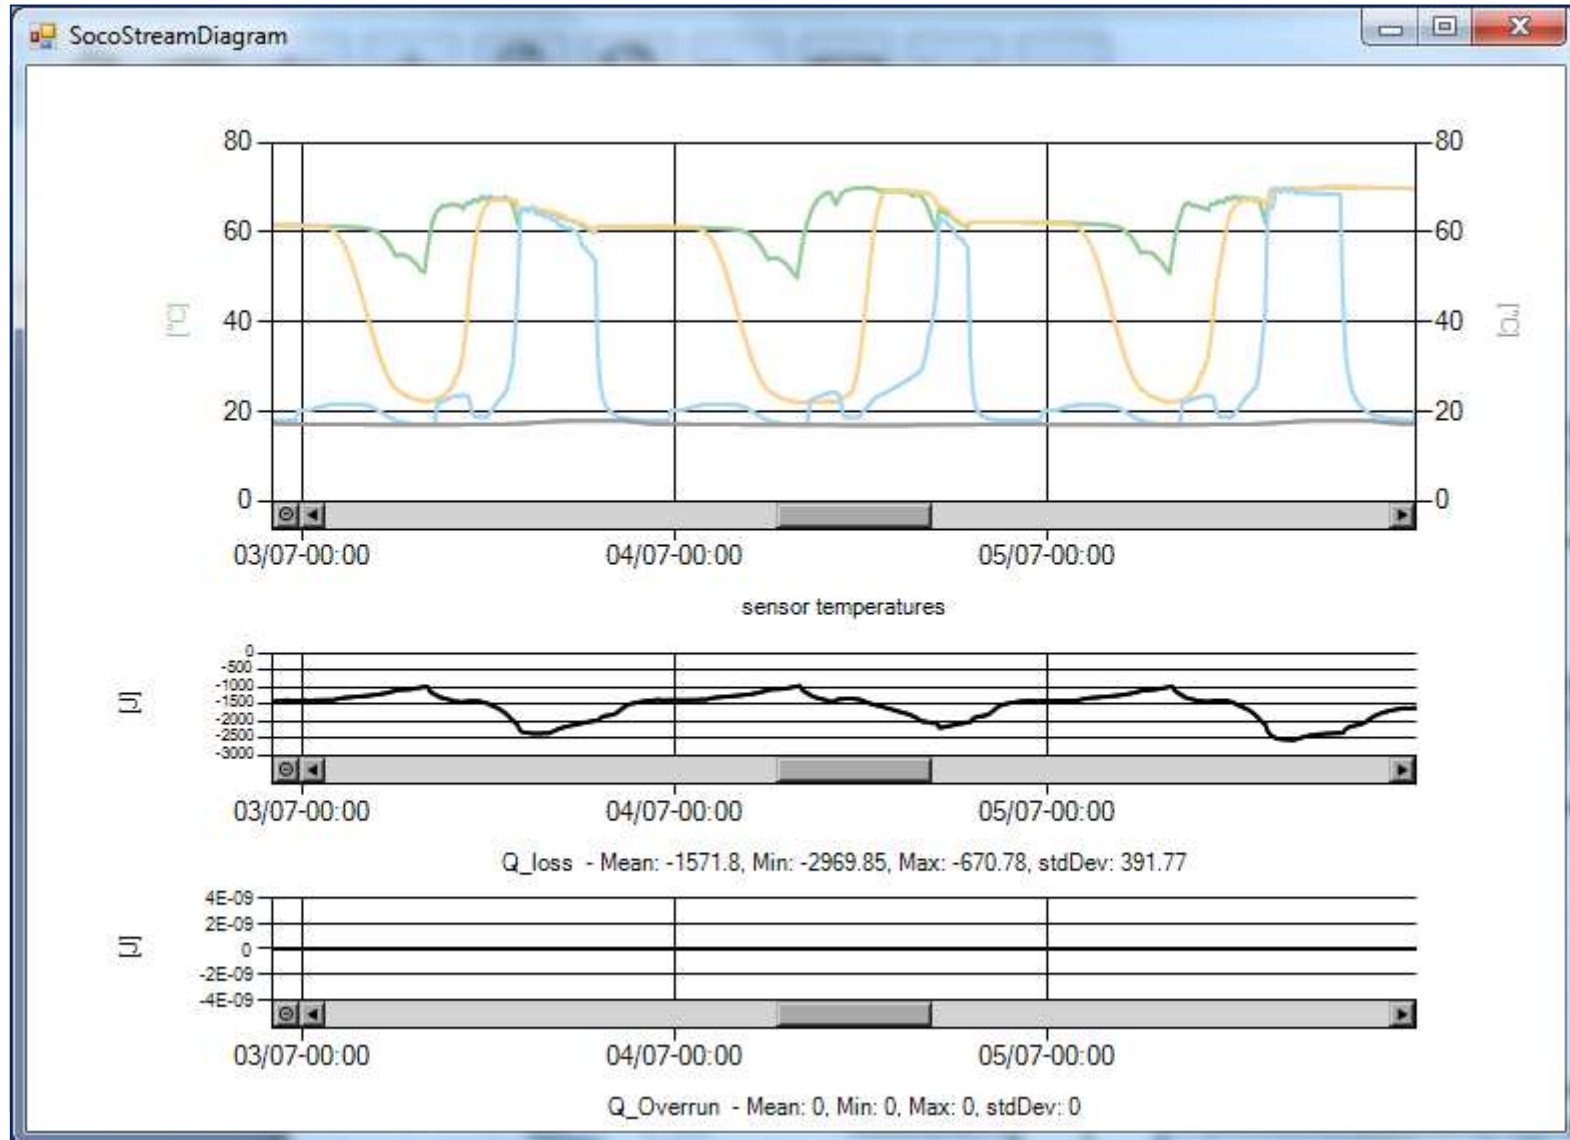 SocoStreamDiagram
80 80
60 60
[°C] 40 40 [°C]
20 20
0 0
03/07-00:00 04/07-00:00 05/07-00:00
sensor temperatures
0
-500
-1000
[J] -1500
-2000
-2500
-3000
03/07-00:00 04/07-00:00 05/07-00:00
Q_loss - Mean: -1571.8, Min: -2969.85, Max: -670.78, stdDev: 391.77
4E-09
2E-09
[J] 0
-2E-09
-4E-09
03/07-00:00 04/07-00:00 05/07-00:00
Q_Overrun - Mean: 0, Min: 0, Max: 0, stdDev: 0